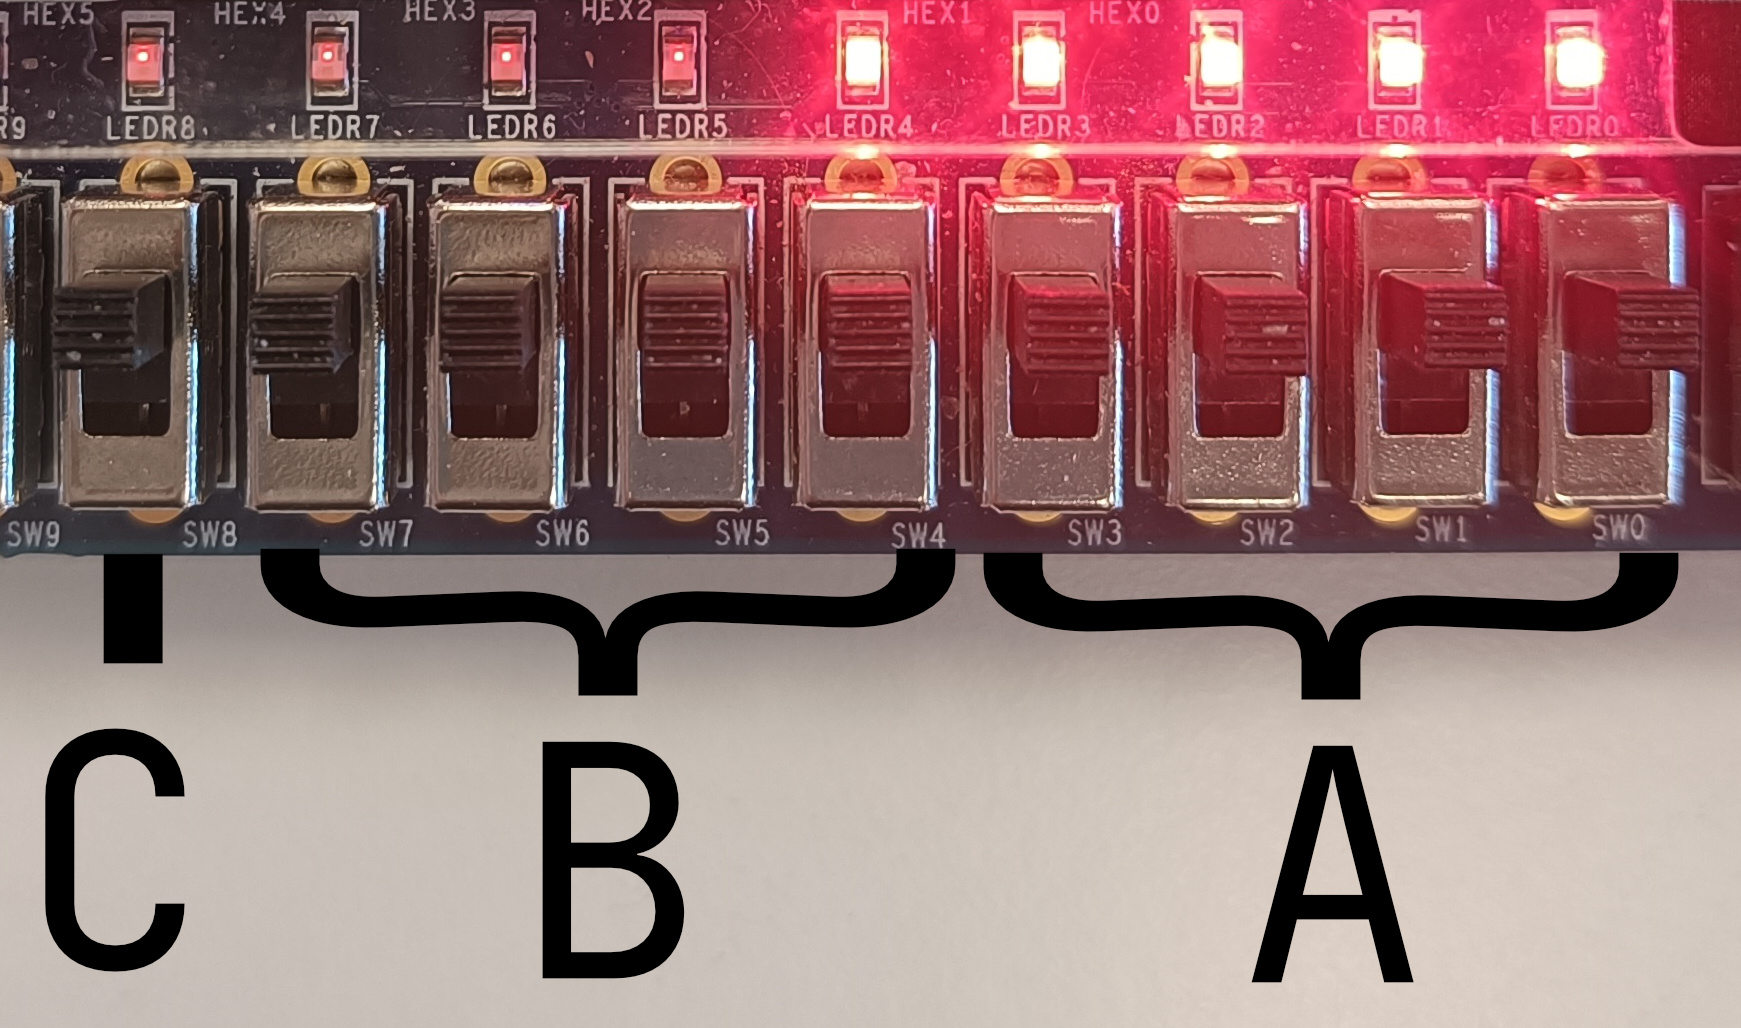 HEX5 HEX4 HEX3 HEX2 HEX1 HEX0
R9 LEDR8 LEDR7 LEDR6 LEDR5 LEDR4 LEDR3 LEDR2 LEDR1 LEDR0
SW9 SW8 SW7 SW6 SW5 SW4 SW3 SW2 SW1 SW0
C B A